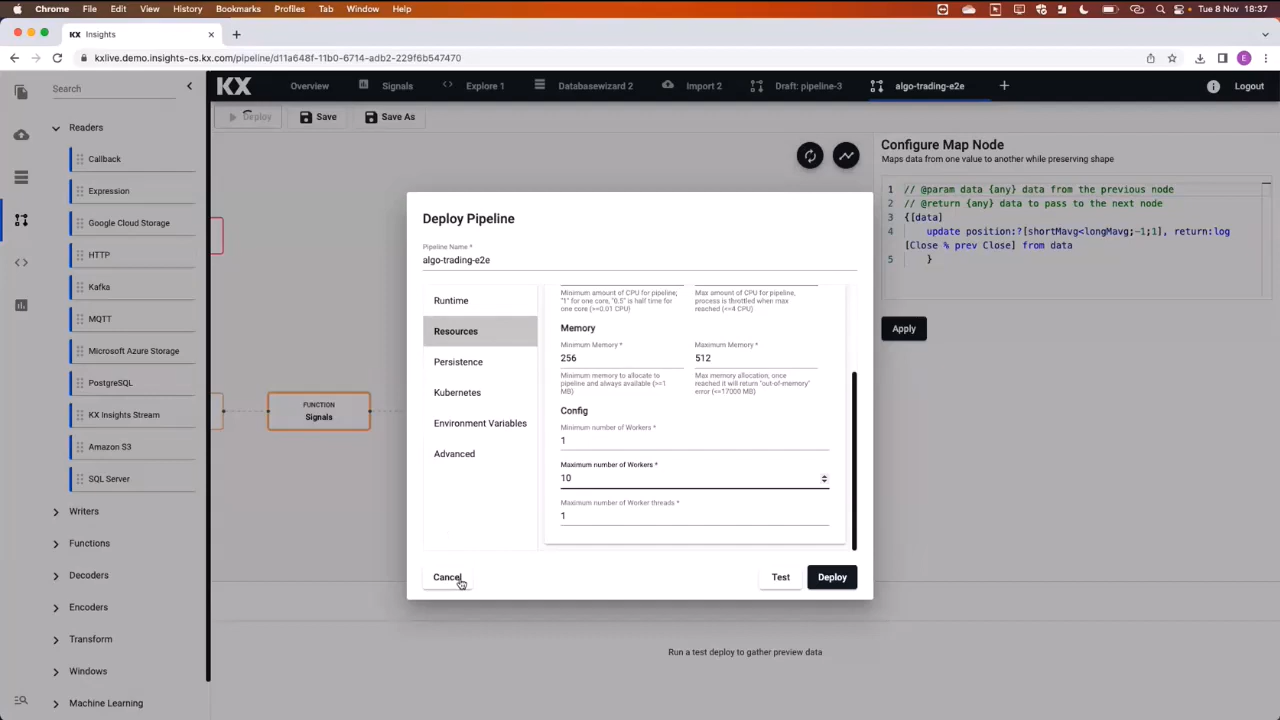 Chrome File Edit View History Bookmarks Profiles Tab Window Help Tue 8 Nov 18:37
KX Insights
kxlive.demo.insights-cs.kx.com/pipeline/d11a648f-11b0-6714-adb2-229f6b547470
E
Search
KX
Overview Signals Explore 1 Databasewizard 2 Import 2 Draft: pipeline-3 algo-trading-e2e Logout
Deploy Save Save As
Readers
Callback
Expression
Google Cloud Storage
HTTP
Kafka
MQTT
Microsoft Azure Storage
PostgreSQL
KX Insights Stream
Amazon S3
SQL Server
Writers
Functions
Decoders
Encoders
Transform
Windows
Machine Learning
FUNCTION
Signals
Deploy Pipeline
Pipeline Name *
algo-trading-e2e
Runtime
Resources
Persistence
Kubernetes
Environment Variables
Advanced
Minimum amount of CPU for pipeline;
"1" for one core, "0.5" is half time for
one core (>=0.01 CPU)
Max amount of CPU for pipeline,
process is throttled when max
reached (<=4 CPU)
Memory
Minimum Memory *
256
Minimum memory to allocate to
pipeline and always available (>=1
MB)
Maximum Memory *
512
Max memory allocation, once
reached it will return "out-of-memory"
error (<=17000 MB)
Config
Minimum number of Workers *
1
Maximum number of Workers *
10
Maximum number of Worker threads *
1
Cancel Test Deploy
Configure Map Node
Maps data from one value to another while preserving shape
1 // @param data {any} data from the previous node
2 // @return {any} data to pass to the next node
3 {[data]
4 update position:?[shortMavg<longMavg;-1;1], return:log
[Close % prev Close] from data
5 }
Apply
Run a test deploy to gather preview data